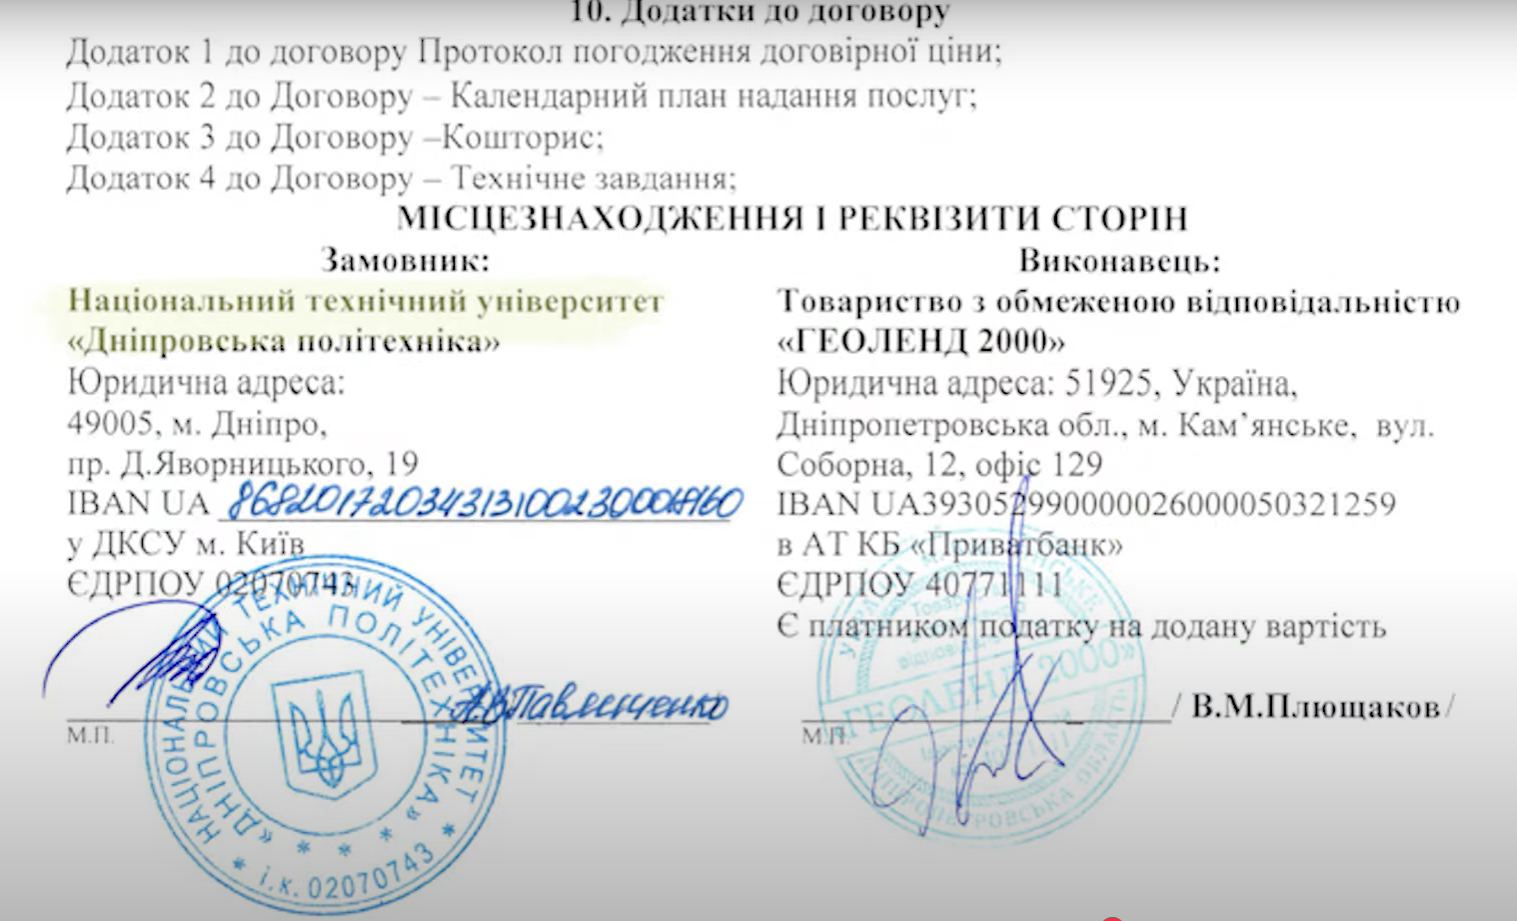 10. Додатки до договору
Додаток 1 до договору Протокол погодження договірної ціни;
Додаток 2 до Договору – Календарний план надання послуг;
Додаток 3 до Договору –Кошторис;
Додаток 4 до Договору – Технічне завдання;
МІСЦЕЗНАХОДЖЕННЯ І РЕКВІЗИТИ СТОРІН
Замовник:
Національний технічний університет
«Дніпровська політехніка»
Юридична адреса:
49005, м. Дніпро,
пр. Д.Яворницького, 19
IBAN UA
у ДКСУ м. Київ
ЄДРПОУ 02070743
М.П.
НАЦІОНАЛЬНИЙ ТЕХНІЧНИЙ УНІВЕРСИТЕТ
«ДНІПРОВСЬКА ПОЛІТЕХНІКА»
* і.к. 02070743 *
Виконавець:
Товариство з обмеженою відповідальністю
«ГЕОЛЕНД 2000»
Юридична адреса: 51925, Україна,
Дніпропетровська обл., м. Кам’янське, вул.
Соборна, 12, офіс 129
IBAN UA393052990000026000050321259
в АТ КБ «Приватбанк»
ЄДРПОУ 40771111
Є платником податку на додану вартість
/ В.М.Плющаков /
М.П.
«ГЕОЛЕНД 2000»